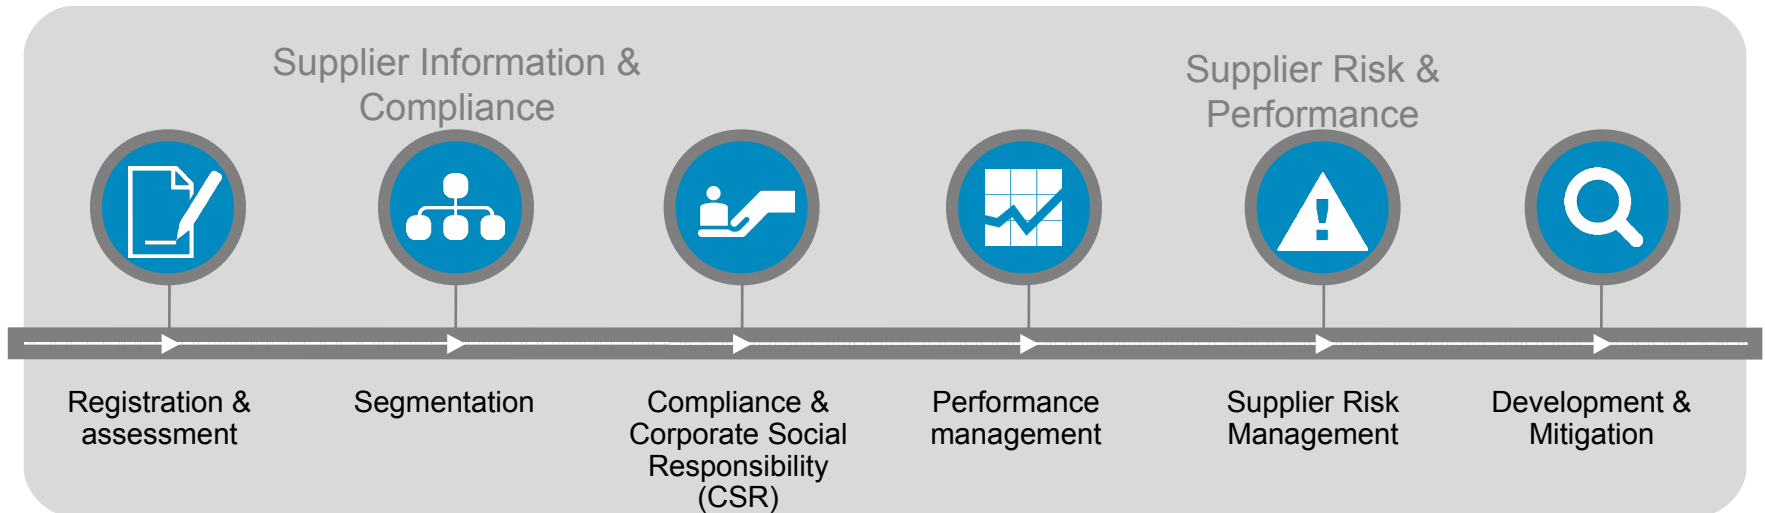 Supplier Information &
Compliance
Supplier Risk &
Performance
Registration &
assessment
Segmentation
Compliance &
Corporate Social
Responsibility
(CSR)
Performance
management
Supplier Risk
Management
Development &
Mitigation